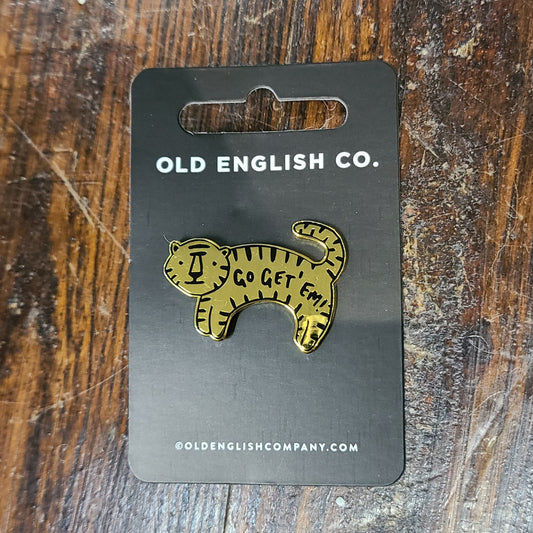 OLD ENGLISH CO.
GO GET 'EM!
©OLDENGLISHCOMPANY.COM